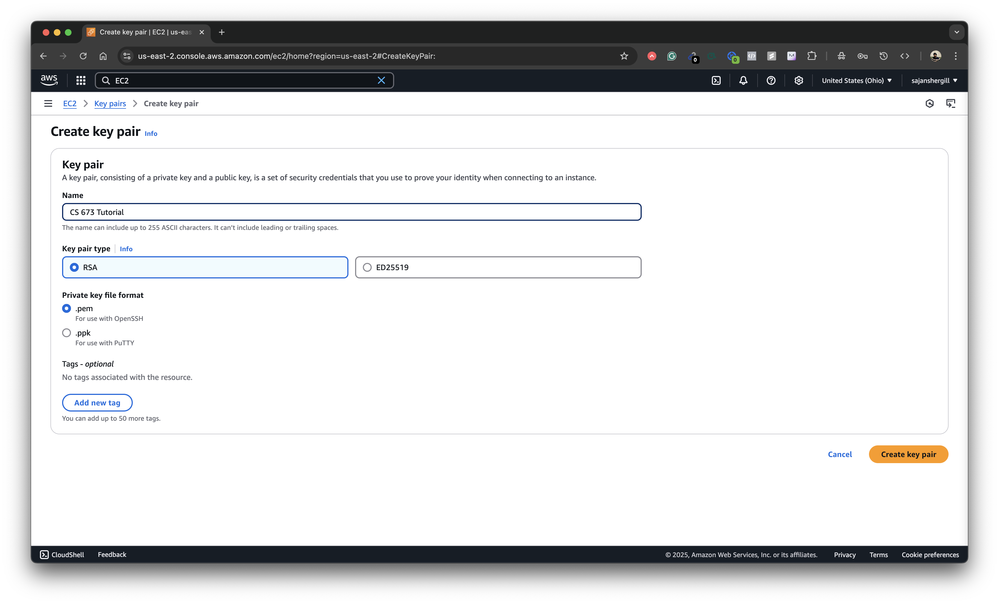 Create key pair | EC2 | us-eas
us-east-2.console.aws.amazon.com/ec2/home?region=us-east-2#CreateKeyPair:
0
0
aws
EC2
United States (Ohio)
sajanshergill
EC2
Key pairs
Create key pair
Create key pair Info
Key pair
A key pair, consisting of a private key and a public key, is a set of security credentials that you use to prove your identity when connecting to an instance.
Name
CS 673 Tutorial
The name can include up to 255 ASCII characters. It can’t include leading or trailing spaces.
Key pair type Info
RSA
ED25519
Private key file format
.pem
For use with OpenSSH
.ppk
For use with PuTTY
Tags - optional
No tags associated with the resource.
Add new tag
You can add up to 50 more tags.
Cancel
Create key pair
CloudShell
Feedback
© 2025, Amazon Web Services, Inc. or its affiliates.
Privacy
Terms
Cookie preferences